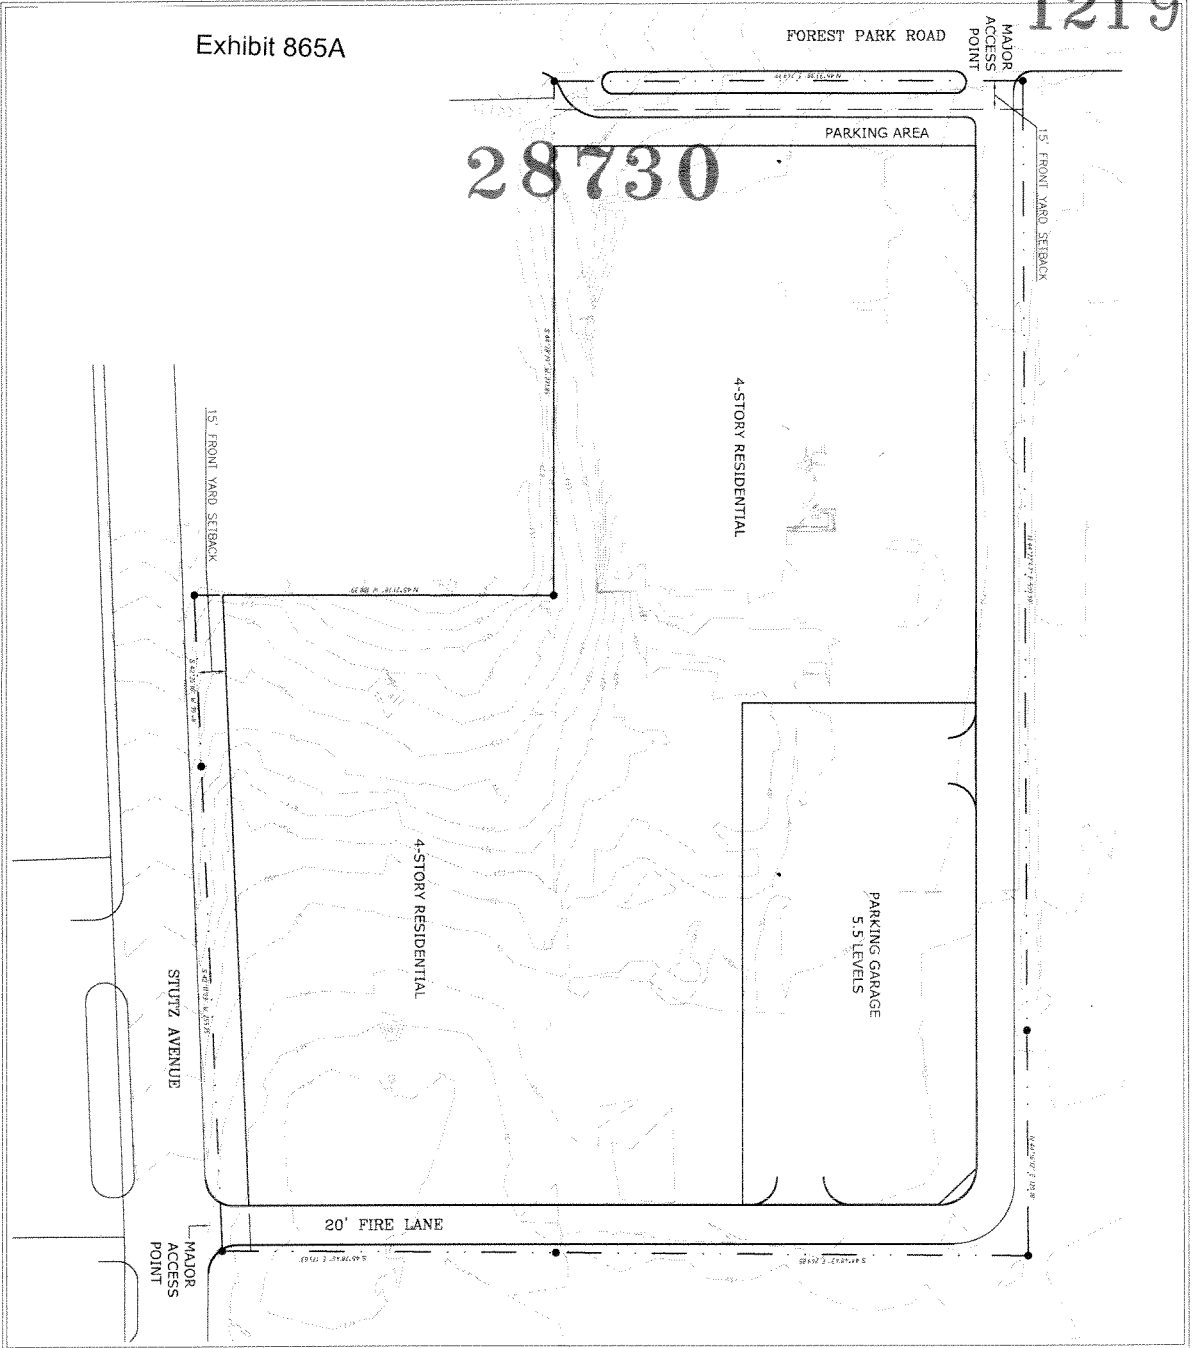 1219
Exhibit 865A
FOREST PARK ROAD
MAJOR
ACCESS
POINT
PARKING AREA
28730
15' FRONT YARD SETBACK
4-STORY RESIDENTIAL
15' FRONT YARD SETBACK
4-STORY RESIDENTIAL
PARKING GARAGE
5.5 LEVELS
STUTZ AVENUE
20' FIRE LANE
MAJOR
ACCESS
POINT